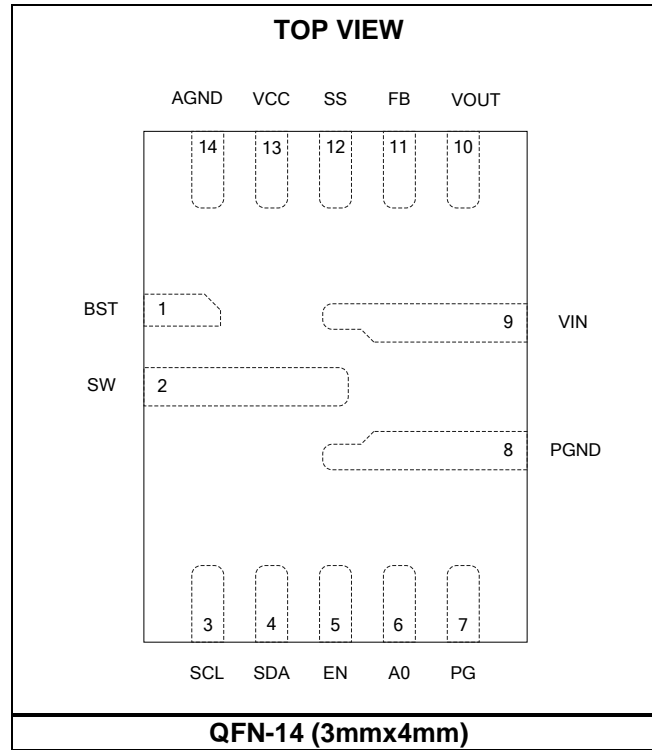 TOP VIEW
AGND VCC SS FB VOUT
14 13 12 11 10
BST 1 9 VIN
SW 2
8 PGND
3 4 5 6 7
SCL SDA EN A0 PG
QFN-14 (3mmx4mm)